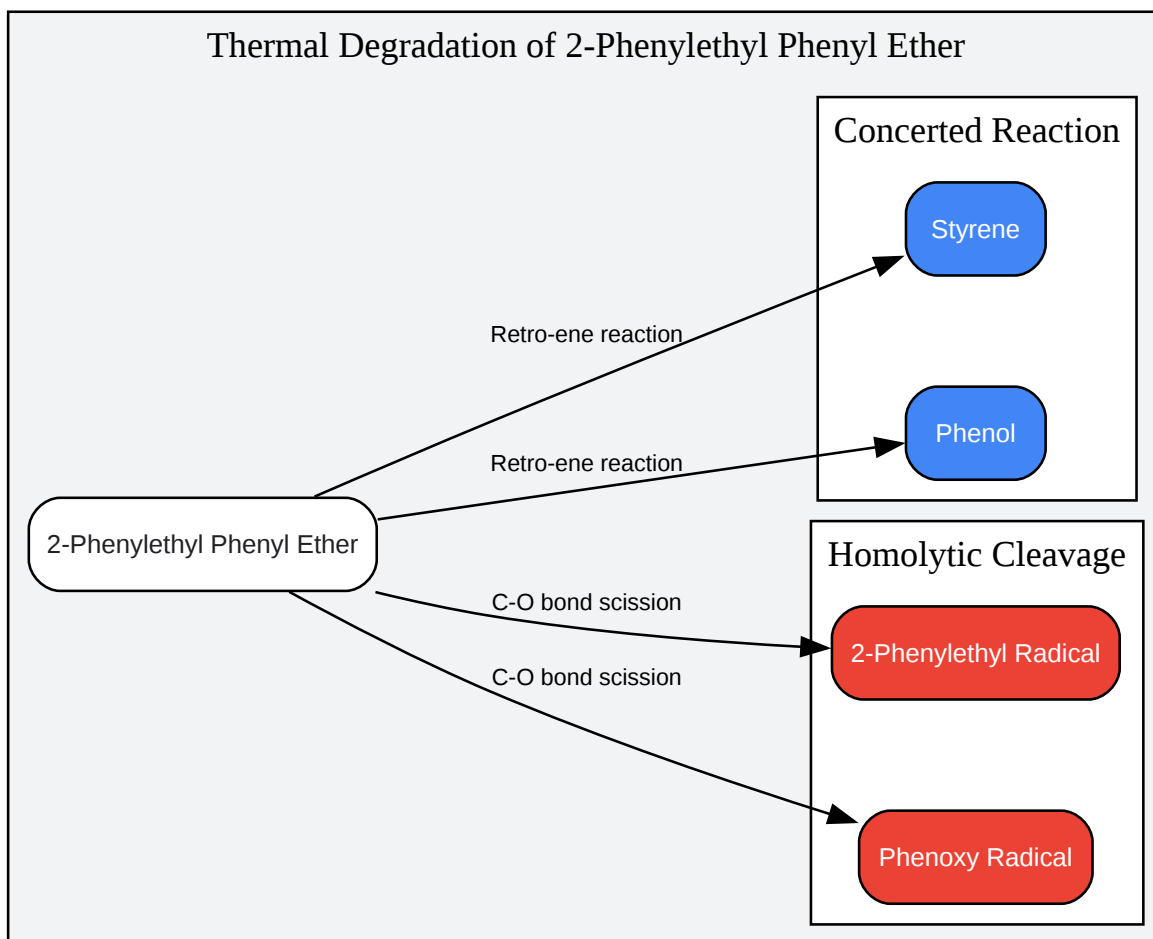 Thermal Degradation of 2-Phenylethyl Phenyl Ether
Concerted Reaction
Styrene
Retro-ene reaction
Phenol
Retro-ene reaction
2-Phenylethyl Phenyl Ether
Homolytic Cleavage
C-O bond scission
2-Phenylethyl Radical
C-O bond scission
Phenoxy Radical